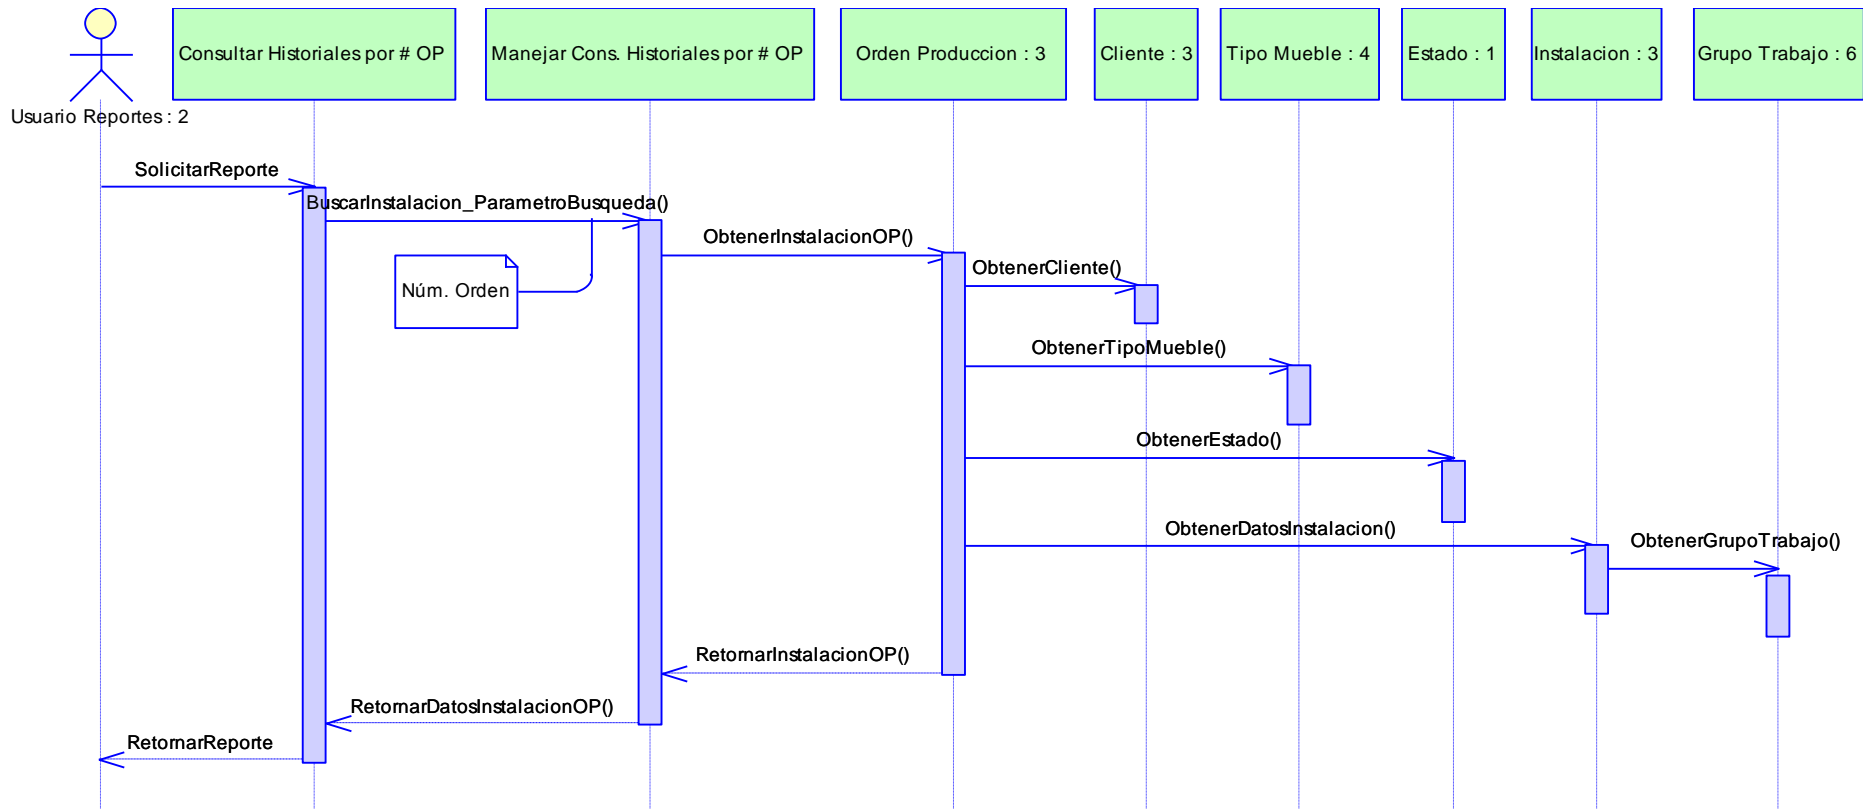 Consultar Historiales por # OP
Manejar Cons. Historiales por # OP
Orden Produccion : 3
Cliente : 3
Tipo Mueble : 4
Estado : 1
Instalacion : 3
Grupo Trabajo : 6
Usuario Reportes : 2
SolicitarReporte
BuscarInstalacion_ParametroBusqueda()
ObtenerInstalacionOP()
ObtenerCliente()
Núm. Orden
ObtenerTipoMueble()
ObtenerEstado()
ObtenerDatosInstalacion()
ObtenerGrupoTrabajo()
RetornarInstalacionOP()
RetornarDatosInstalacionOP()
RetornarReporte